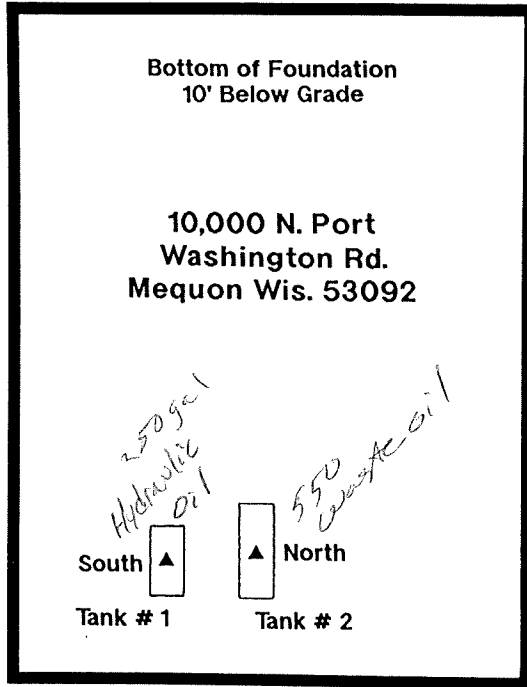 Bottom of Foundation
10' Below Grade
10,000 N. Port
Washington Rd.
Mequon Wis. 53092
250 gal
Hydraulic
Oil
550
waste oil
South
North
Tank # 1
Tank # 2